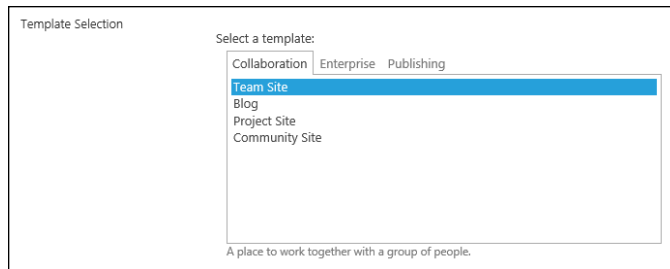 Template Selection
Select a template:
Collaboration Enterprise Publishing
Team Site
Blog
Project Site
Community Site
A place to work together with a group of people.